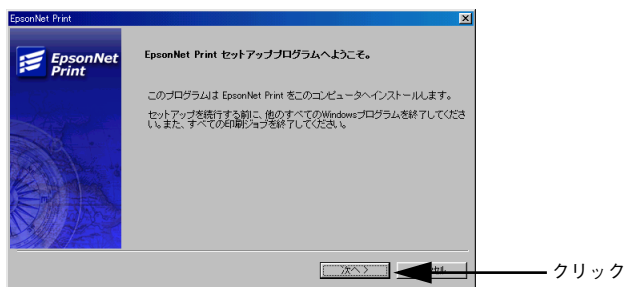 EpsonNet Print
EpsonNet
Print
EpsonNet Print セットアッププログラムへようこそ。
このプログラムは EpsonNet Print をこのコンピュータへインストールします。
セットアップを続行する前に、他のすべてのWindowsプログラムを終了してくださ
い。また、すべての印刷ジョブを終了してください。
次へ >
クリック